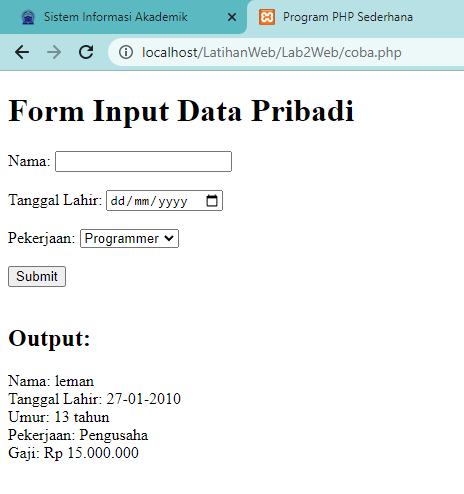 Sistem Informasi Akademik
Program PHP Sederhana
localhost/LatihanWeb/Lab2Web/coba.php
Form Input Data Pribadi
Nama:
Tanggal Lahir: dd/mm/yyyy
Pekerjaan: Programmer
Submit
Output:
Nama: leman
Tanggal Lahir: 27-01-2010
Umur: 13 tahun
Pekerjaan: Pengusaha
Gaji: Rp 15.000.000